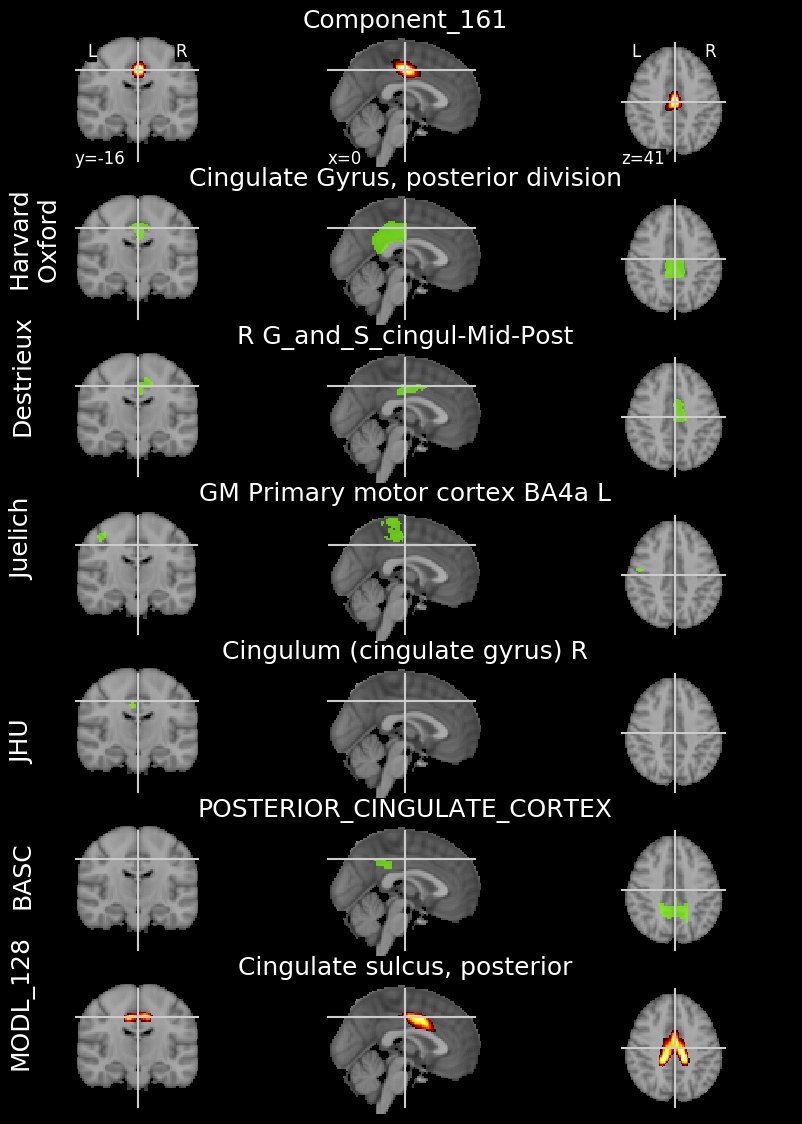 Component_161
L R
L R
y=-16
x=0
z=41
Cingulate Gyrus, posterior division
Harvard
Oxford
R G_and_S_cingul-Mid-Post
Destrieux
GM Primary motor cortex BA4a L
Juelich
Cingulum (cingulate gyrus) R
JHU
POSTERIOR_CINGULATE_CORTEX
BASC
Cingulate sulcus, posterior
MODL_128